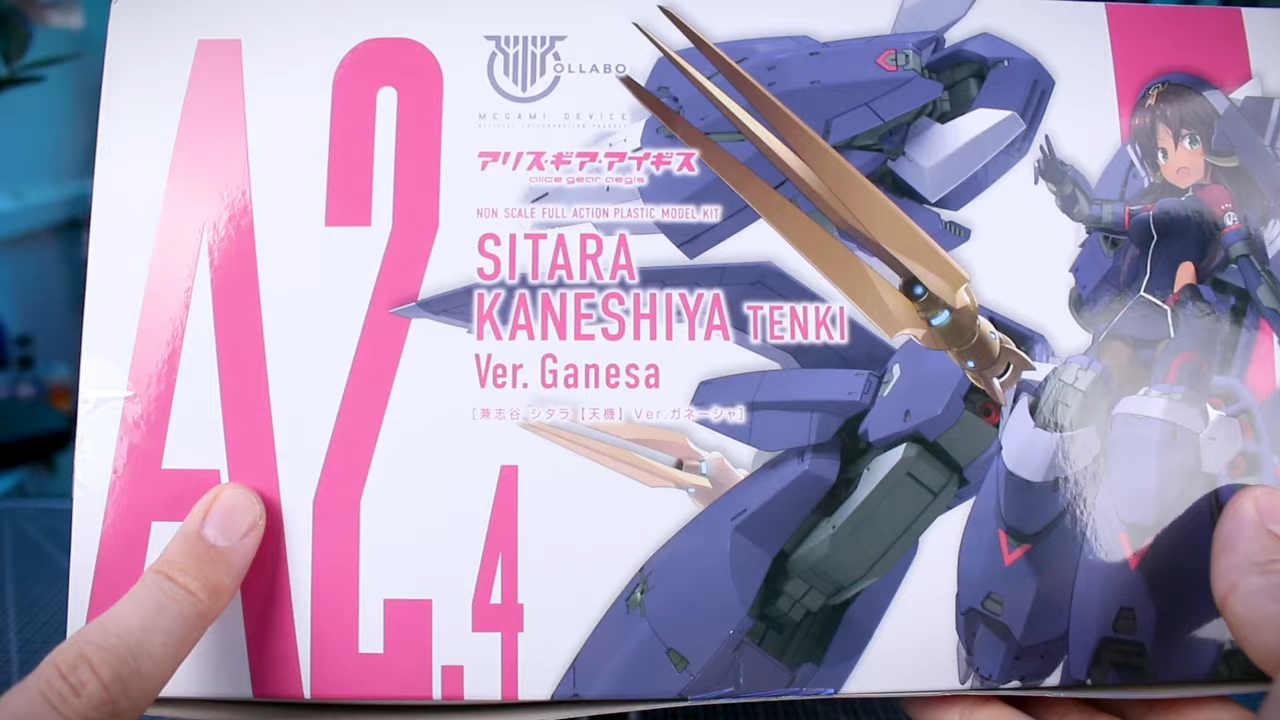 A2.4
OLLABO
MEGAMI DEVICE
アリス・ギア・アイギス
alice gear aegis
NON SCALE FULL ACTION PLASTIC MODEL KIT
SITARA
KANESHIYA TENKI
Ver. Ganesa
[兼志谷 シタラ【天機】Ver.ガネーシャ]